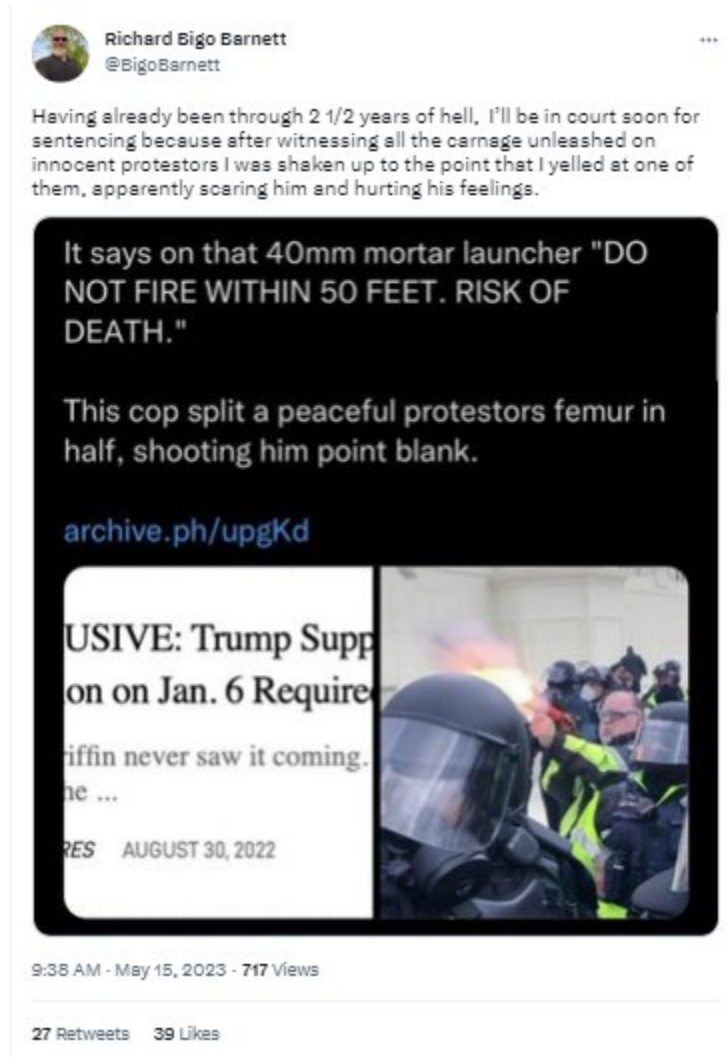 Richard Bigo Barnett
@BigoBarnett
Having already been through 2 1/2 years of hell, I'll be in court soon for
sentencing because after witnessing all the carnage unleashed on
innocent protestors I was shaken up to the point that I yelled at one of
them, apparently scaring him and hurting his feelings.
It says on that 40mm mortar launcher "DO
NOT FIRE WITHIN 50 FEET. RISK OF
DEATH."
This cop split a peaceful protestors femur in
half, shooting him point blank.
archive.ph/upgKd
USIVE: Trump Supp
on on Jan. 6 Require
riffin never saw it coming.
he ...
RES AUGUST 30, 2022
9:38 AM · May 15, 2023 · 717 Views
27 Retweets 39 Likes